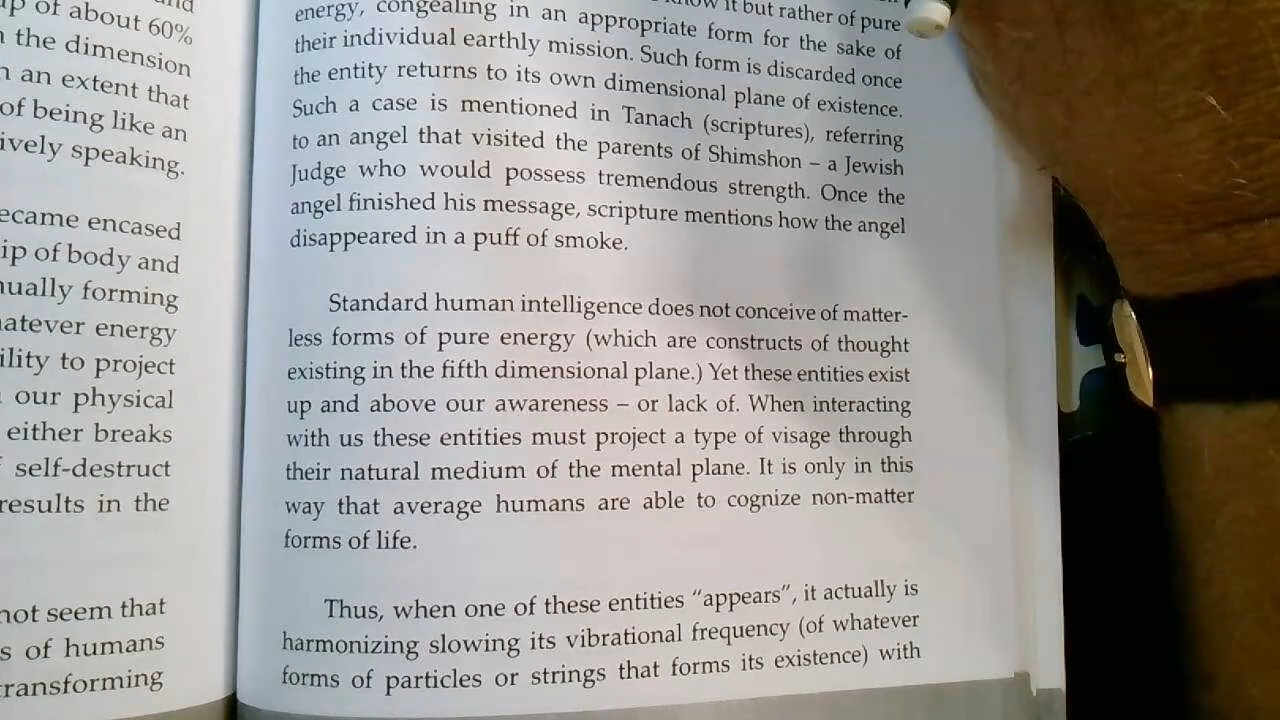 up of about 60%
the dimension
an extent that
of being like an
ively speaking.
ecame encased
ip of body and
nually forming
atever energy
ility to project
our physical
either breaks
self-destruct
results in the
not seem that
s of humans
transforming
it but rather of pure
energy, congealing in an appropriate form for the sake of
their individual earthly mission. Such form is discarded once
the entity returns to its own dimensional plane of existence.
Such a case is mentioned in Tanach (scriptures), referring
to an angel that visited the parents of Shimshon – a Jewish
Judge who would possess tremendous strength. Once the
angel finished his message, scripture mentions how the angel
disappeared in a puff of smoke.
Standard human intelligence does not conceive of matter-
less forms of pure energy (which are constructs of thought
existing in the fifth dimensional plane.) Yet these entities exist
up and above our awareness – or lack of. When interacting
with us these entities must project a type of visage through
their natural medium of the mental plane. It is only in this
way that average humans are able to cognize non-matter
forms of life.
Thus, when one of these entities "appears", it actually is
harmonizing slowing its vibrational frequency (of whatever
forms of particles or strings that forms its existence) with